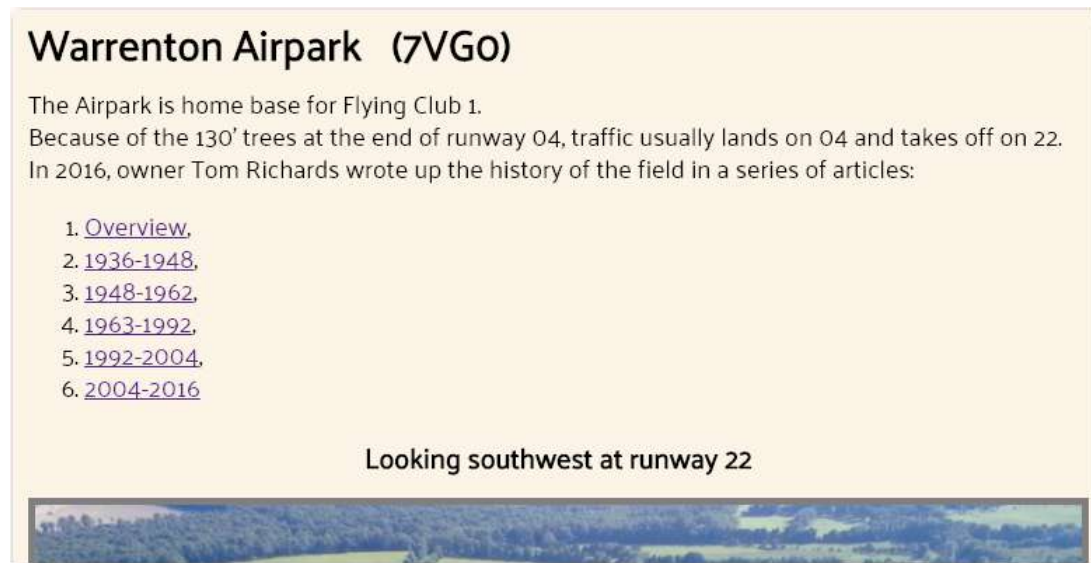 Warrenton Airpark (7VG0)
The Airpark is home base for Flying Club 1.
Because of the 130' trees at the end of runway 04, traffic usually lands on 04 and takes off on 22.
In 2016, owner Tom Richards wrote up the history of the field in a series of articles:
1. Overview,
2. 1936-1948,
3. 1948-1962,
4. 1963-1992,
5. 1992-2004,
6. 2004-2016
Looking southwest at runway 22